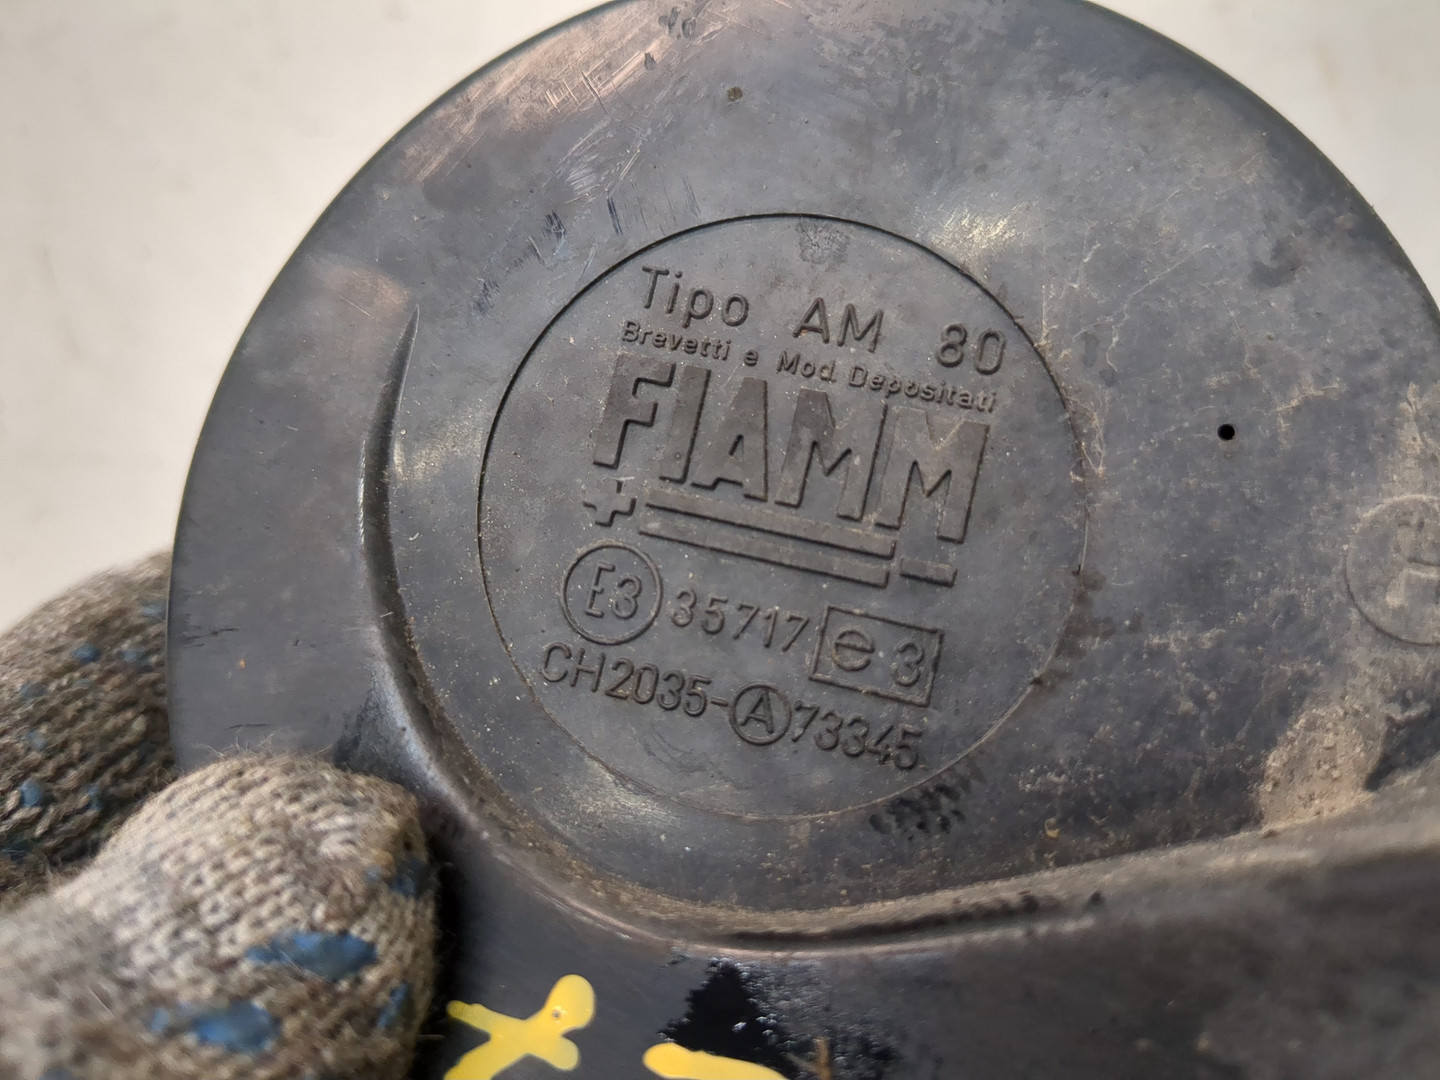 Tipo AM 80
Brevetti e Mod. Depositati
FIAMM
E3 35717 e3
CH2035-A73345